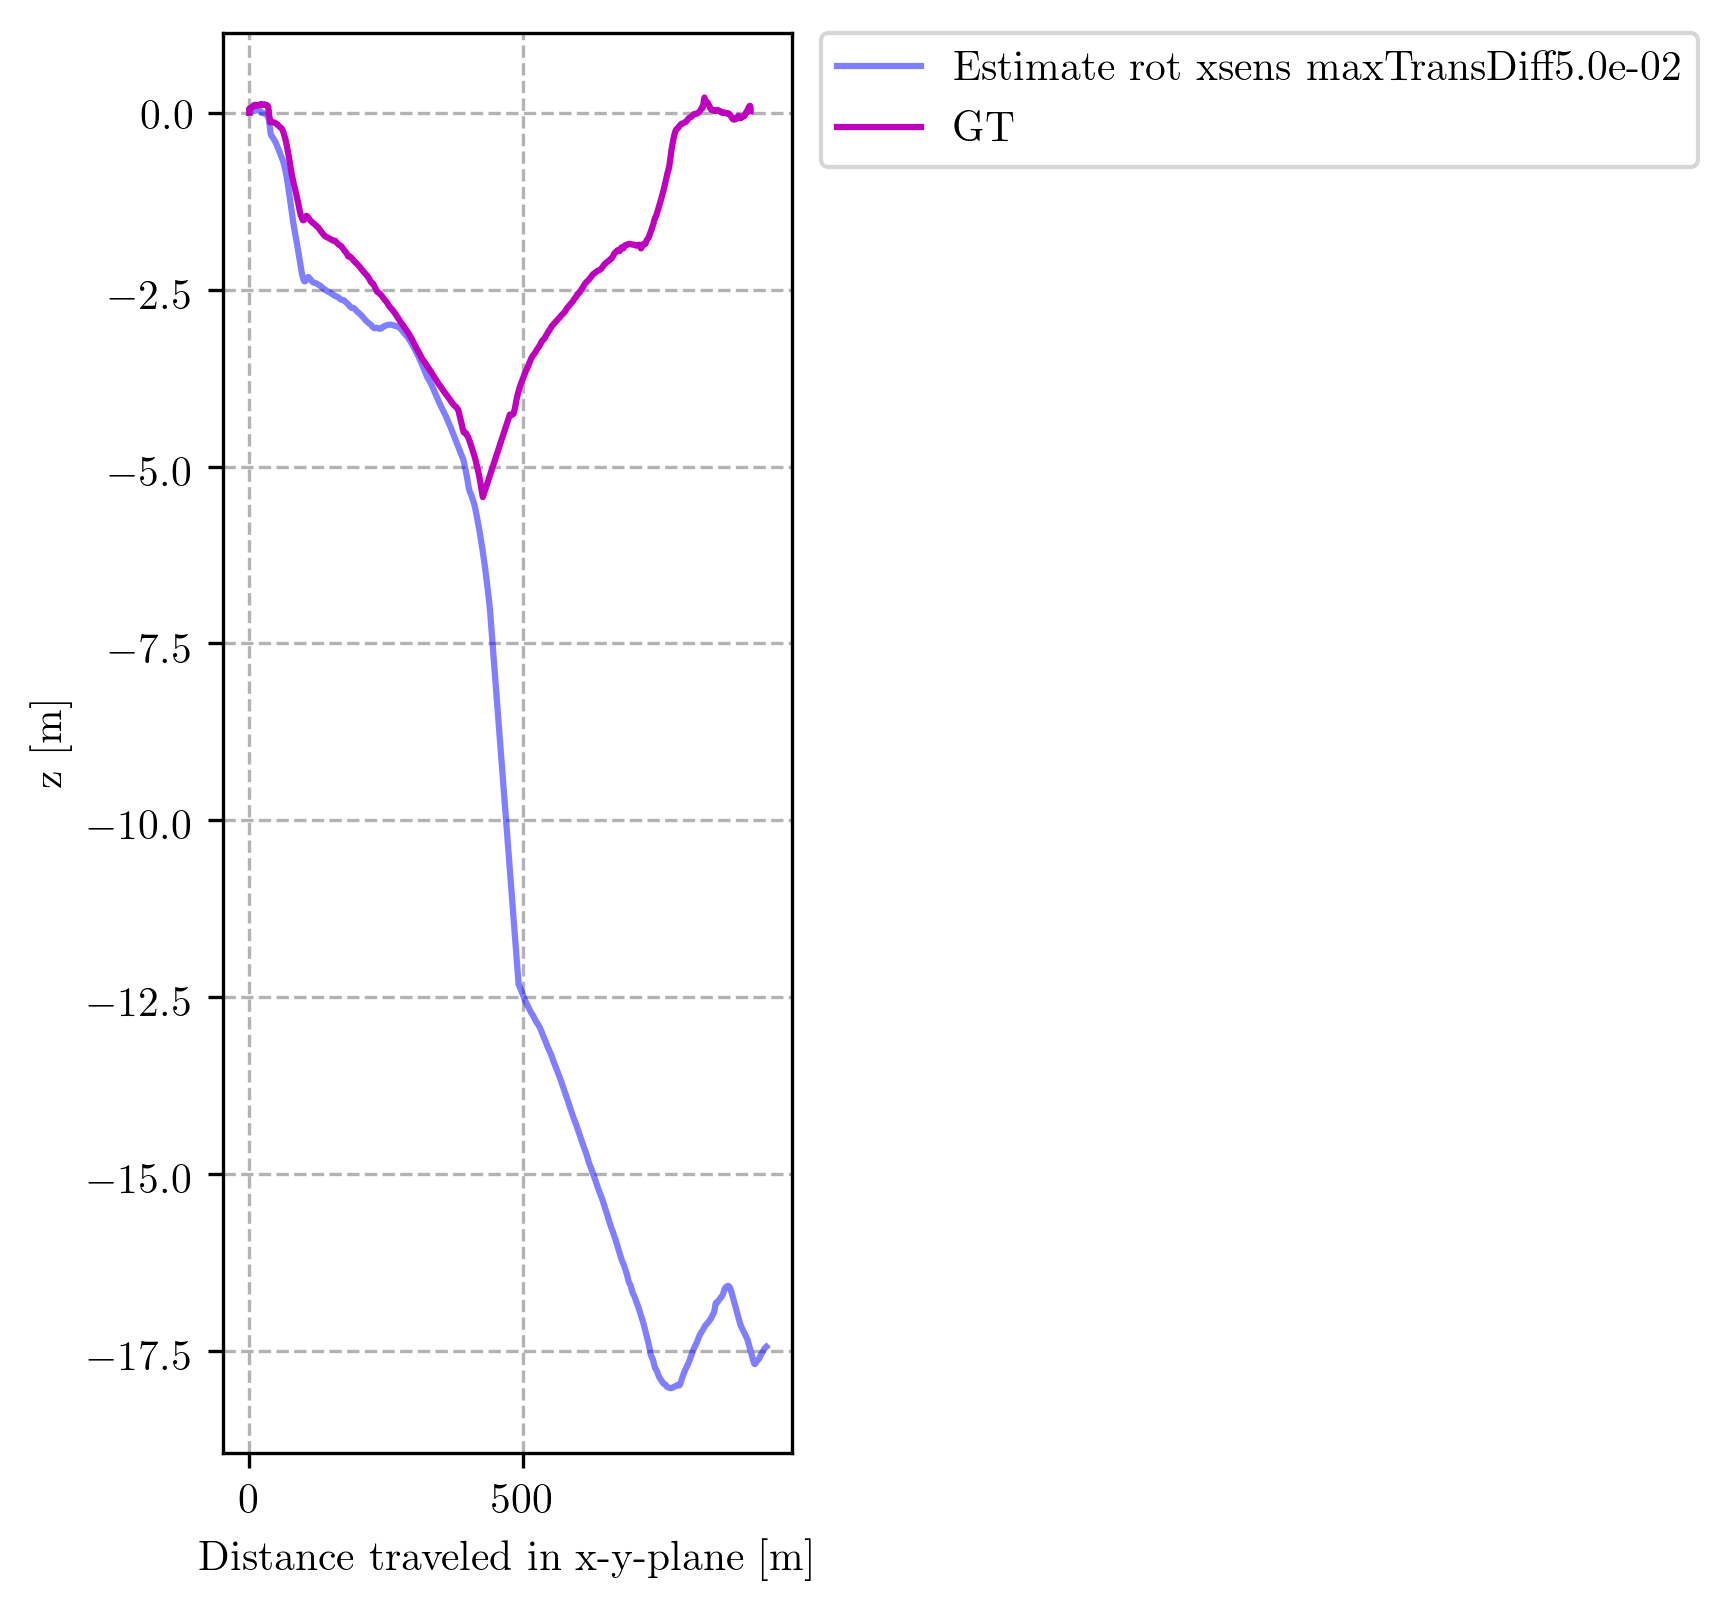 Estimate rot xsens maxTransDiff5.0e-02
GT
0.0
−2.5
−5.0
−7.5
−10.0
−12.5
−15.0
−17.5
z [m]
0 500
Distance traveled in x-y-plane [m]